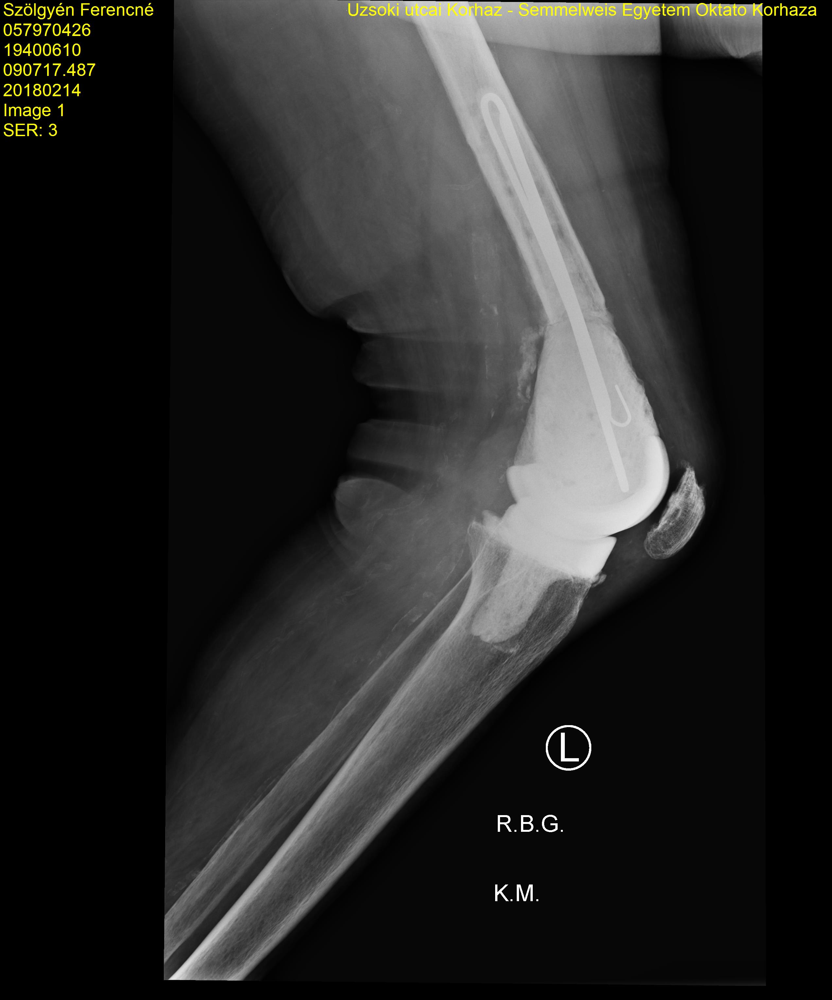 Szölgyén Ferencné
057970426
19400610
090717.487
20180214
Image 1
SER: 3
Uzsoki utcai Korhaz - Semmelweis Egyetem Oktato Korhaza
L
R.B.G.
K.M.